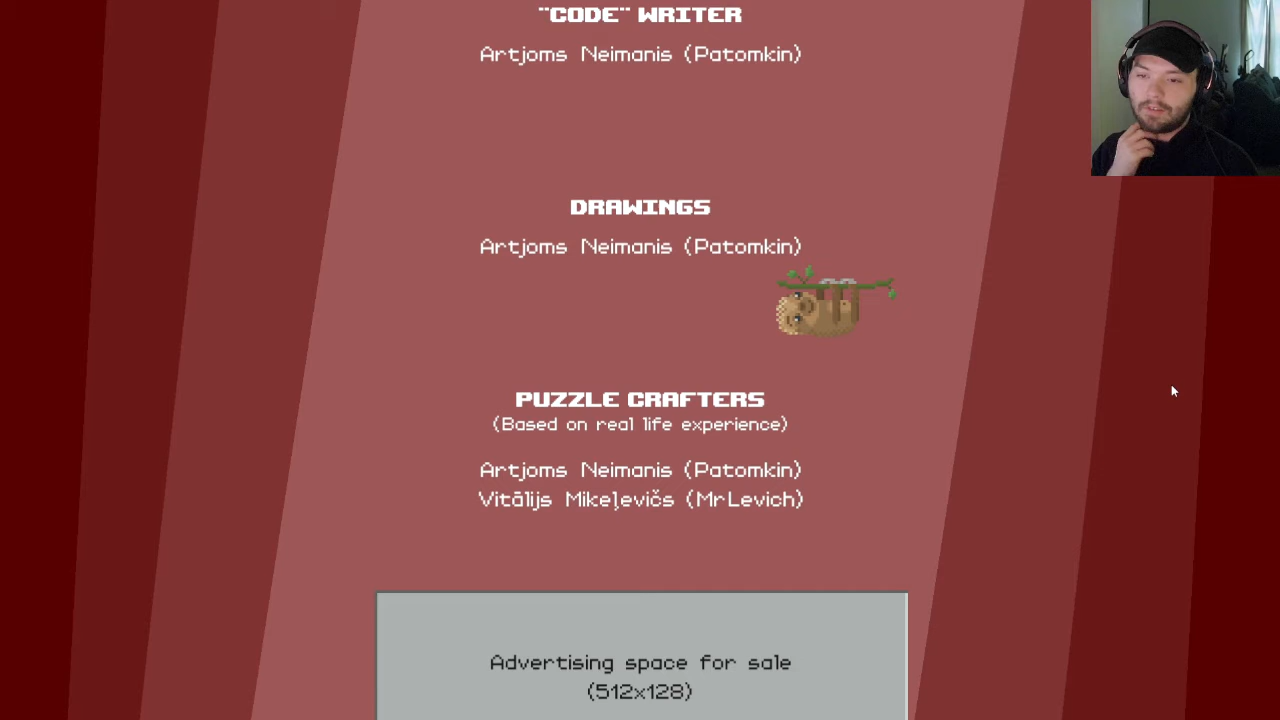 "CODE" WRITER
Artjoms Neimanis (Patomkin)
DRAWINGS
Artjoms Neimanis (Patomkin)
PUZZLE CRAFTERS
(Based on real life experience)
Artjoms Neimanis (Patomkin)
Vitālijs Mikeļevičs (MrLevich)
Advertising space for sale
(512x128)